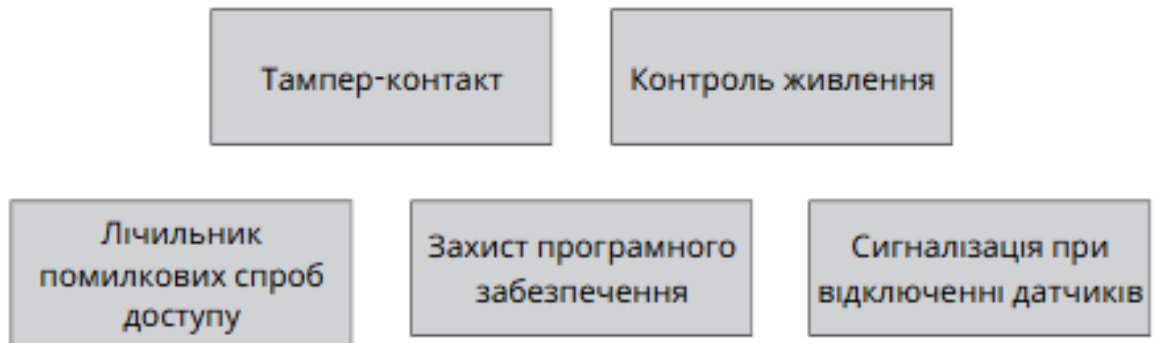 Тампер-контакт
Контроль живлення
Лічильник
помилкових спроб
доступу
Захист програмного
забезпечення
Сигналізація при
відключенні датчиків